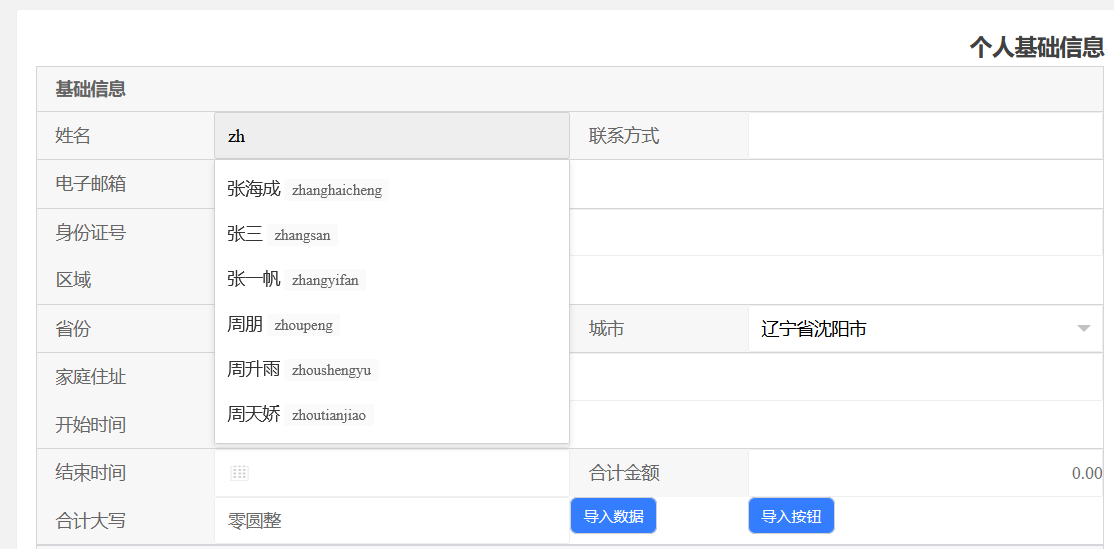 个人基础信息
基础信息
姓名 zh 联系方式
电子邮箱
张海成 zhanghaicheng
身份证号
张三 zhangsan
区域
张一帆 zhangyifan
省份 城市 辽宁省沈阳市
周朋 zhoupeng
家庭住址
周升雨 zhoushengyu
开始时间
周天娇 zhoutianjiao
结束时间 合计金额 0.00
合计大写 零圆整 导入数据 导入按钮